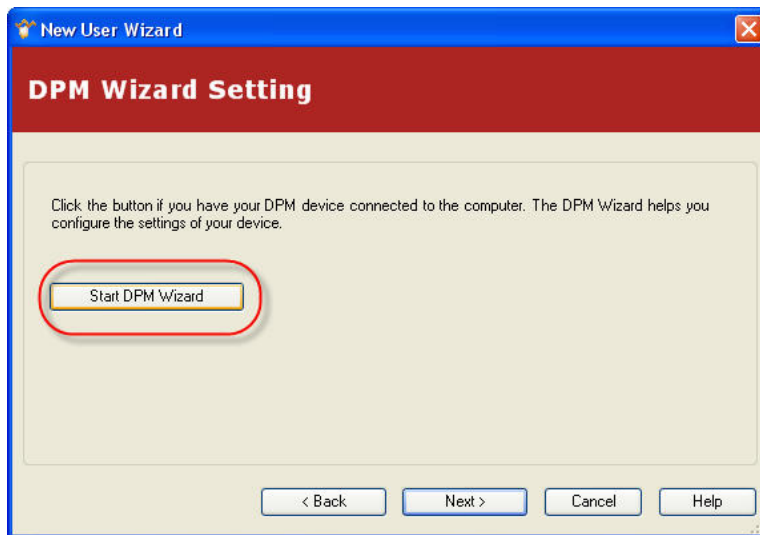 New User Wizard
DPM Wizard Setting
Click the button if you have your DPM device connected to the computer. The DPM Wizard helps you
configure the settings of your device.
Start DPM Wizard
< Back Next > Cancel Help